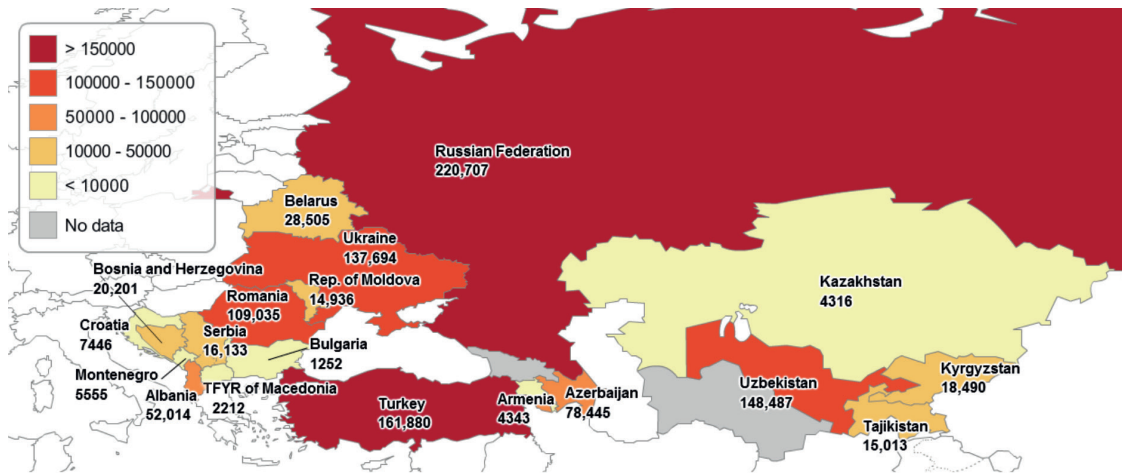 > 150000
100000 - 150000
50000 - 100000
10000 - 50000
< 10000
No data
Russian Federation
220,707
Belarus
28,505
Ukraine
137,694
Bosnia and Herzegovina
20,201
Rep. of Moldova
14,936
Romania
109,035
Kazakhstan
4316
Croatia
7446
Serbia
16,133
Bulgaria
1252
Montenegro
5555
Albania
52,014
TFYR of Macedonia
2212
Turkey
161,880
Armenia
4343
Azerbaijan
78,445
Uzbekistan
148,487
Kyrgyzstan
18,490
Tajikistan
15,013